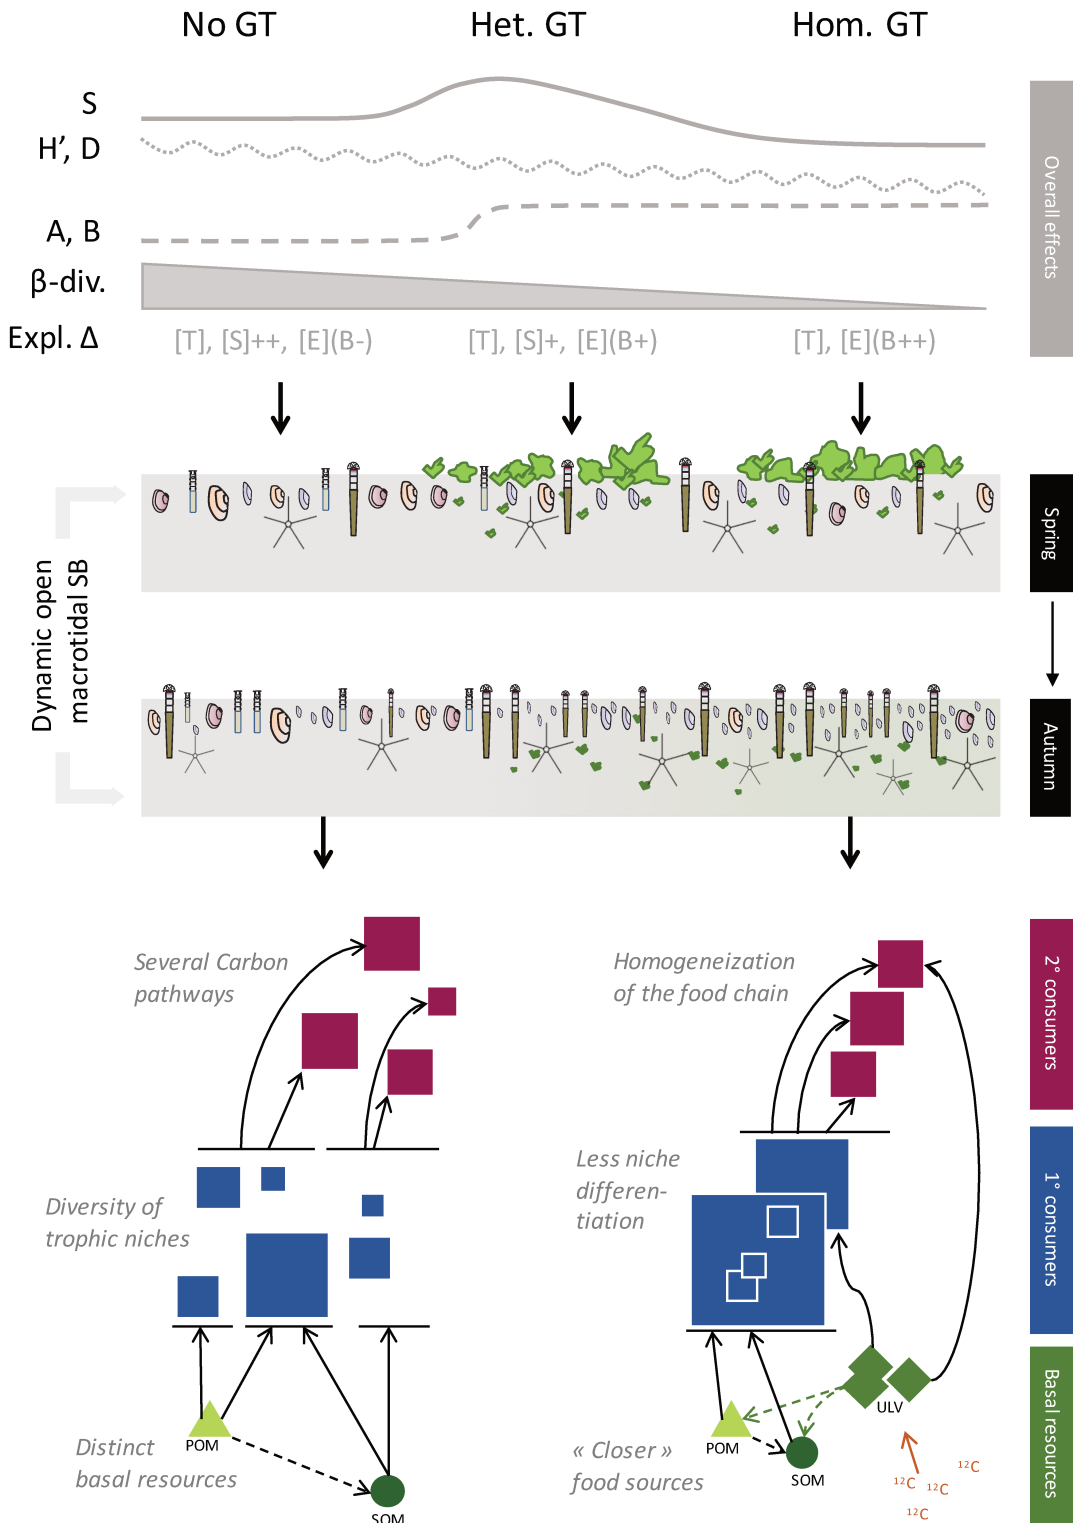 No GT
Het. GT
Hom. GT
S
H’, D
A, B
β-div.
Expl. Δ
[T], [S]++, [E](B-)
[T], [S]+, [E](B+)
[T], [E](B++)
Overall effects
Dynamic open
macrotidal SB
Spring
Autumn
Several Carbon
pathways
Homogeneization
of the food chain
2° consumers
Diversity of
trophic niches
Less niche
differen-
tiation
1° consumers
Distinct
basal resources
POM
SOM
« Closer »
food sources
POM
SOM
ULV
12C
12C
12C
12C
Basal resources